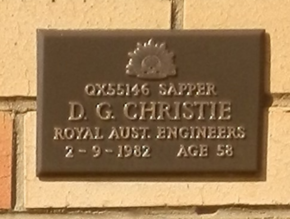 QX55146 SAPPER
D. G. CHRISTIE
ROYAL AUST. ENGINEERS
2-9-1982 AGE 58